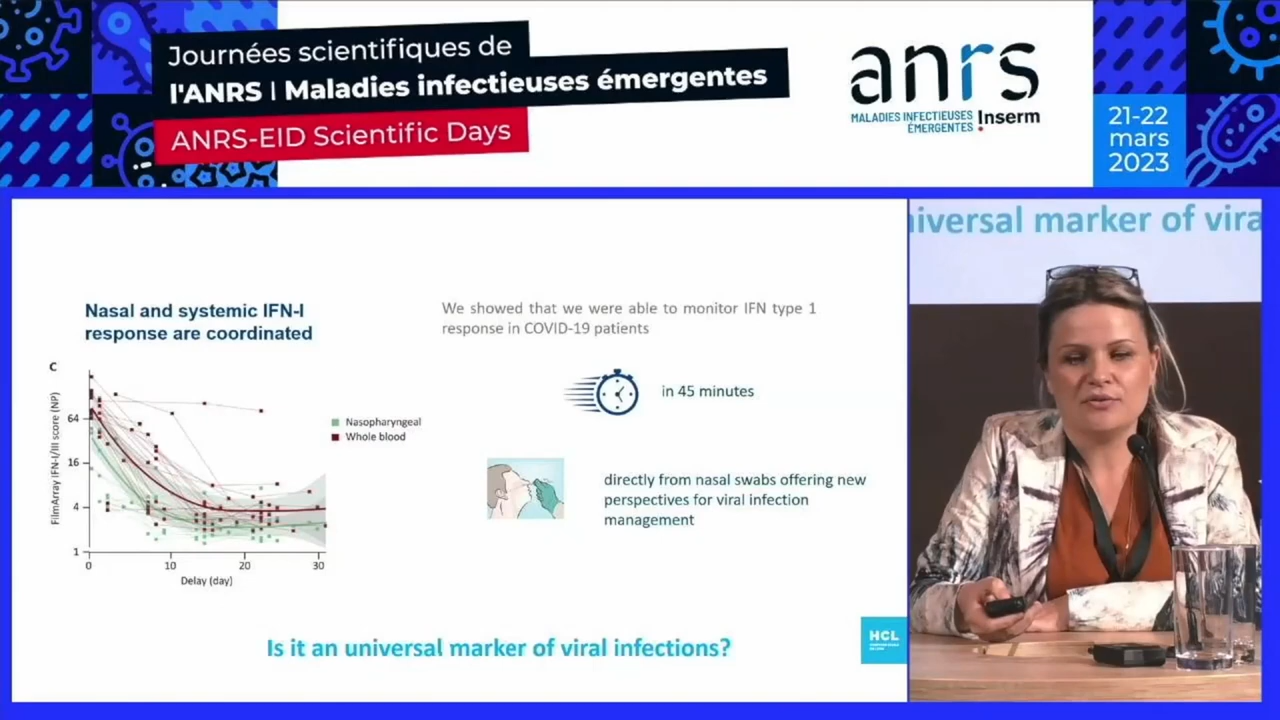 Journées scientifiques de
l'ANRS | Maladies infectieuses émergentes
ANRS-EID Scientific Days
anrs
MALADIES INFECTIEUSES
ÉMERGENTES
Inserm
21-22
mars
2023
Nasal and systemic IFN-I
response are coordinated
C
FilmArray IFN-I/III score (NP)
64
16
4
1
0
10
20
30
Delay (day)
Nasopharyngeal
Whole blood
We showed that we were able to monitor IFN type 1
response in COVID-19 patients
in 45 minutes
directly from nasal swabs offering new
perspectives for viral infection
management
Is it an universal marker of viral infections?
HCL
iversal marker of vira